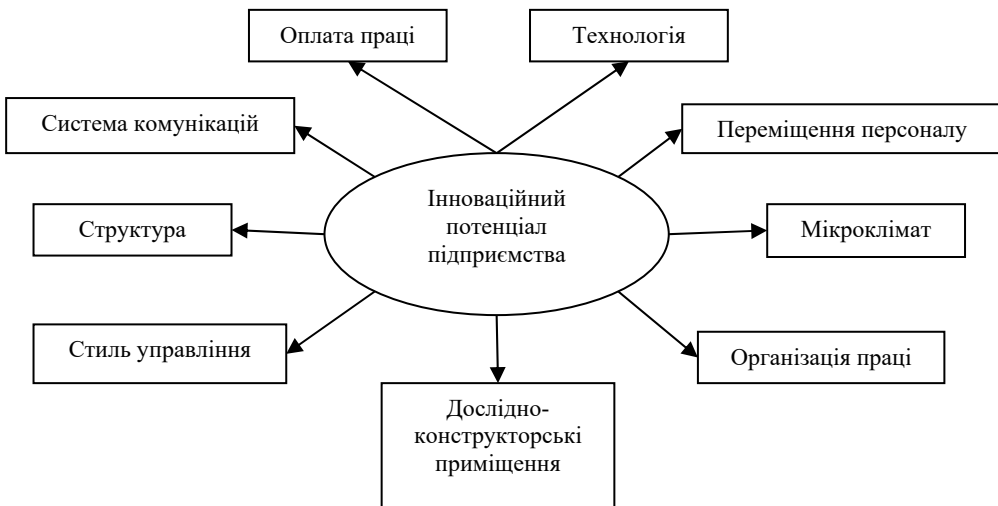 Оплата праці
Технологія
Система комунікацій
Переміщення персоналу
Інноваційний
потенціал
підприємства
Структура
Мікроклімат
Стиль управління
Організація праці
Дослідно-
конструкторські
приміщення